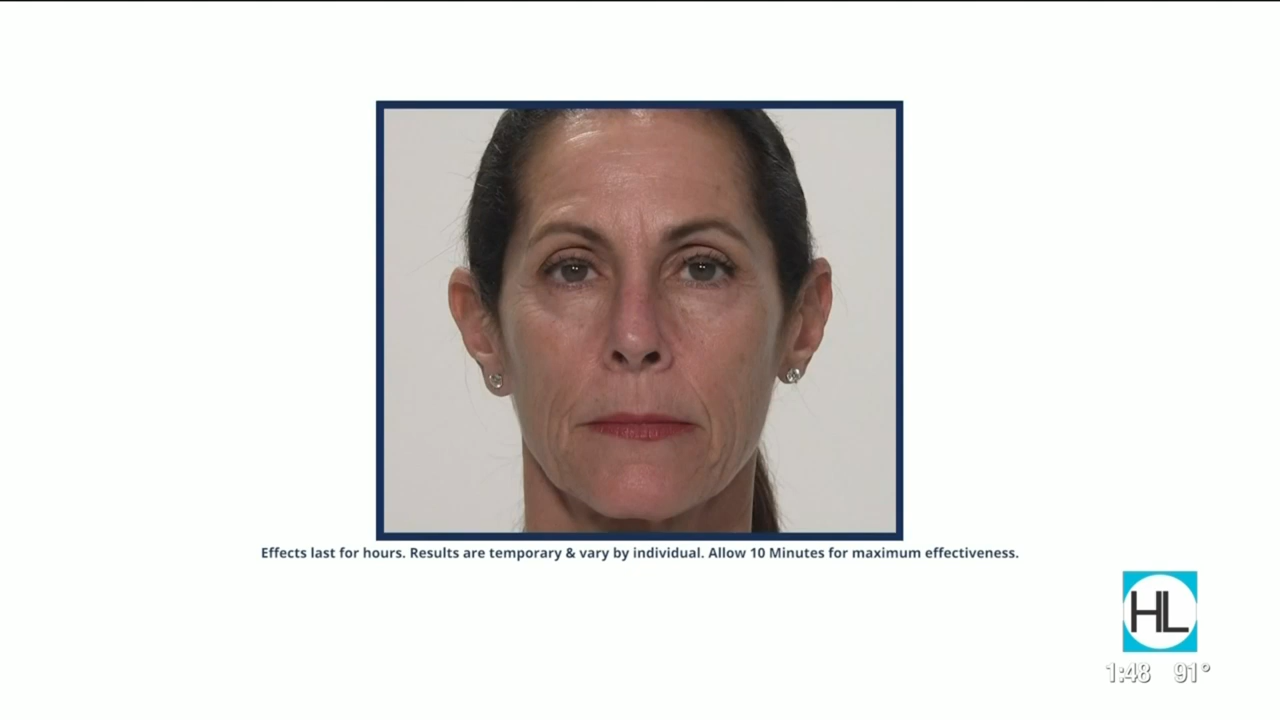 Effects last for hours. Results are temporary & vary by individual. Allow 10 Minutes for maximum effectiveness.
HL
1:48 91°